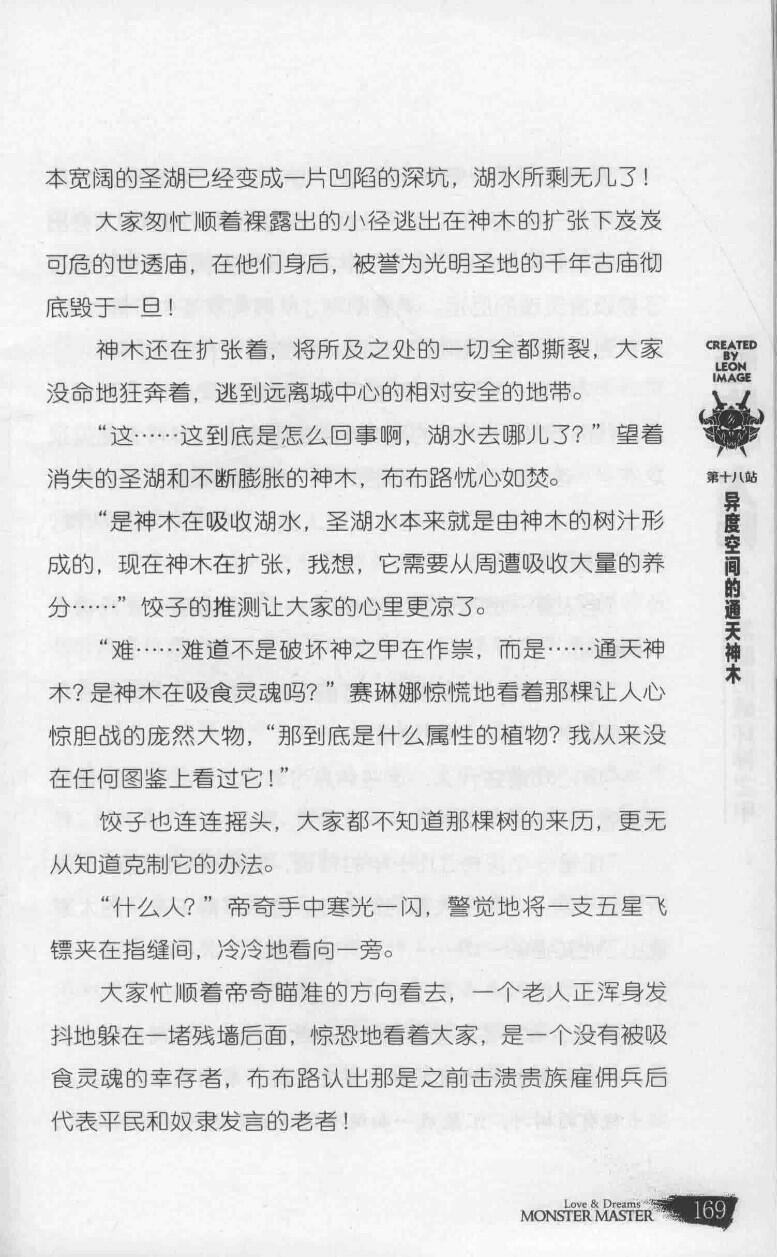 本宽阔的圣湖已经变成一片凹陷的深坑，湖水所剩无几了！
大家匆忙顺着裸露出的小径逃出在神木的扩张下岌岌
可危的世透庙，在他们身后，被誉为光明圣地的千年古庙彻
底毁于一旦！
神木还在扩张着，将所及之处的一切全都撕裂，大家
没命地狂奔着，逃到远离城中心的相对安全的地带。
“这……这到底是怎么回事啊，湖水去哪儿了？”望着
消失的圣湖和不断膨胀的神木，布布路忧心如焚。
“是神木在吸收湖水，圣湖水本来就是由神木的树汁形
成的，现在神木在扩张，我想，它需要从周遭吸收大量的养
分……”饺子的推测让大家的心里更凉了。
“难……难道不是破坏神之甲在作祟，而是……通天神
木？是神木在吸食灵魂吗？”赛琳娜惊慌地看着那棵让人心
惊胆战的庞然大物，“那到底是什么属性的植物？我从来没
在任何图鉴上看过它！”
饺子也连连摇头，大家都不知道那棵树的来历，更无
从知道克制它的办法。
“什么人？”帝奇手中寒光一闪，警觉地将一支五星飞
镖夹在指缝间，冷冷地看向一旁。
大家忙顺着帝奇瞄准的方向看去，一个老人正浑身发
抖地躲在一堵残墙后面，惊恐地看着大家，是一个没有被吸
食灵魂的幸存者，布布路认出那是之前击溃贵族雇佣兵后
代表平民和奴隶发言的老者！
CREATED
BY
LEON
IMAGE
第十八站
异度空间的通天神木
Love & Dreams
MONSTER MASTER
169